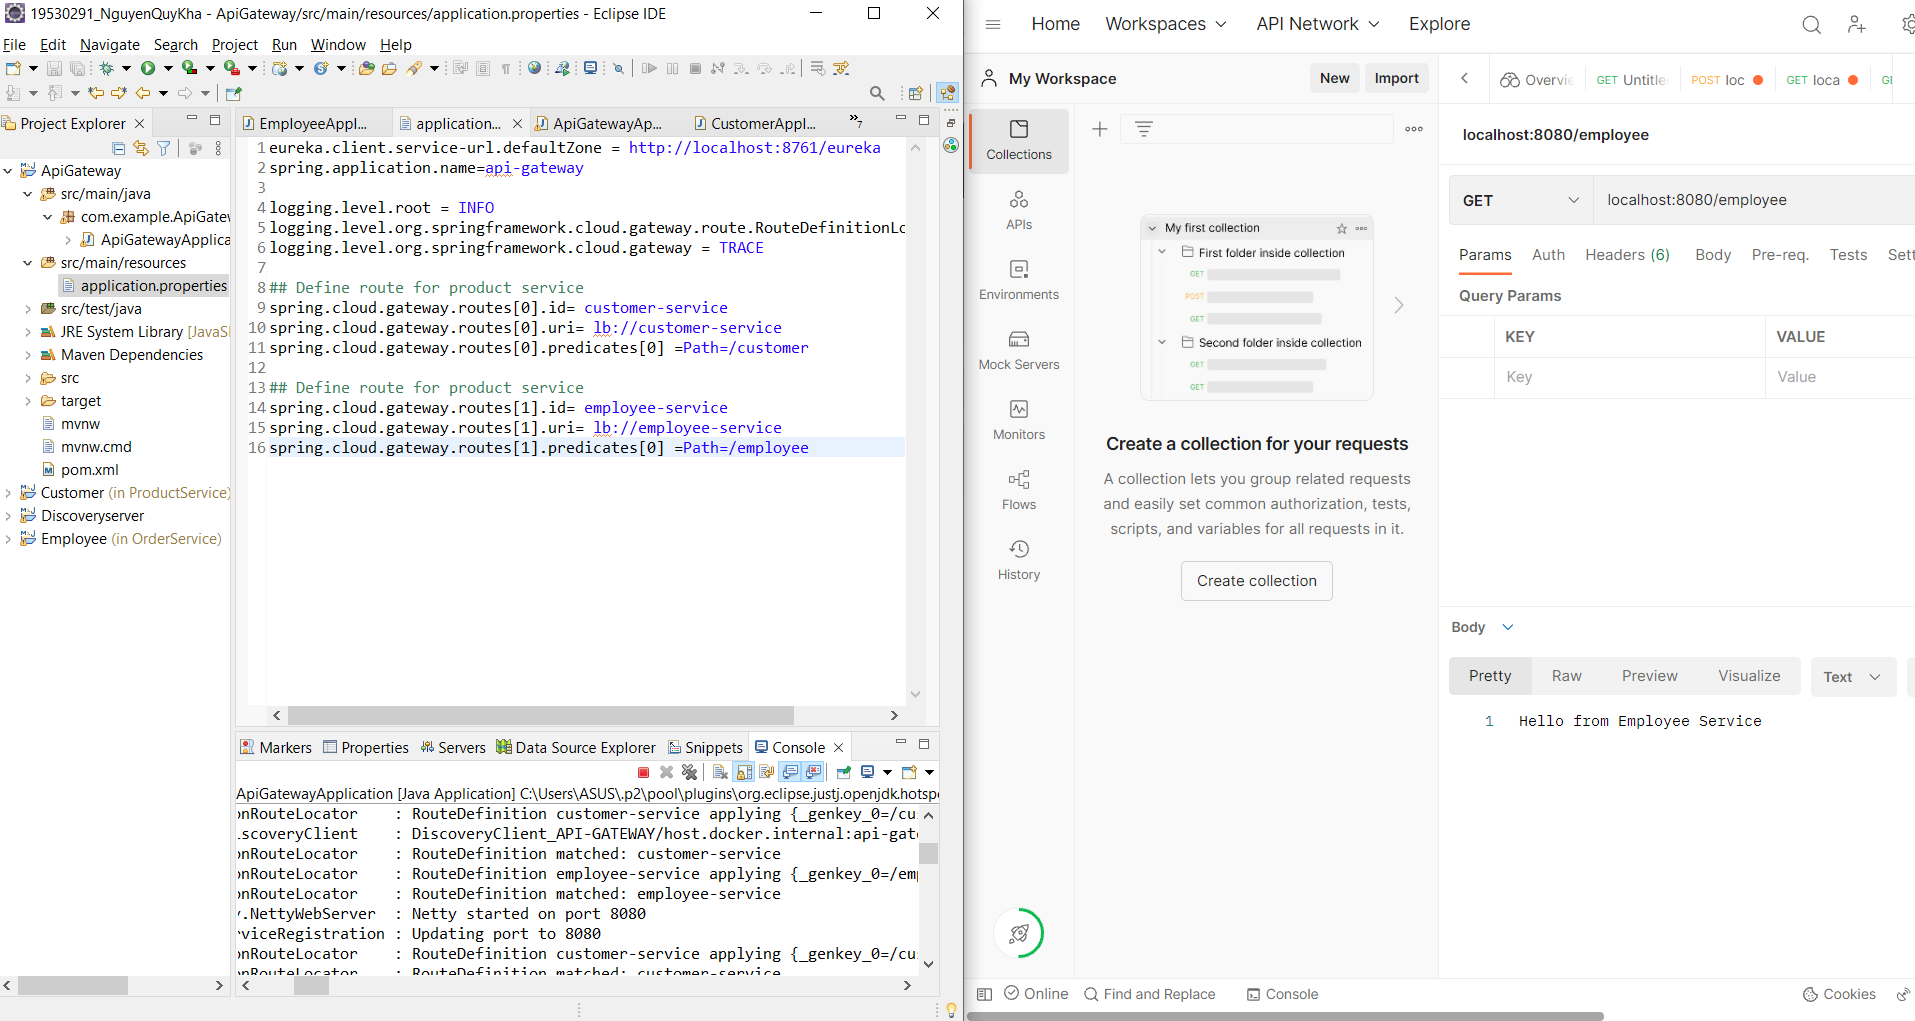 19530291_NguyenQuyKha - ApiGateway/src/main/resources/application.properties - Eclipse IDE
File Edit Navigate Search Project Run Window Help
Project Explorer
ApiGateway
src/main/java
com.example.ApiGatew
ApiGatewayApplica
src/main/resources
application.properties
src/test/java
JRE System Library [JavaSE
Maven Dependencies
src
target
mvnw
mvnw.cmd
pom.xml
Customer (in ProductService)
Discoveryserver
Employee (in OrderService)
EmployeeAppl... application... ApiGatewayAp... CustomerAppl... »7
1 eureka.client.service-url.defaultZone = http://localhost:8761/eureka
2 spring.application.name=api-gateway
3
4 logging.level.root = INFO
5 logging.level.org.springframework.cloud.gateway.route.RouteDefinitionLo
6 logging.level.org.springframework.cloud.gateway = TRACE
7
8 ## Define route for product service
9 spring.cloud.gateway.routes[0].id= customer-service
10 spring.cloud.gateway.routes[0].uri= lb://customer-service
11 spring.cloud.gateway.routes[0].predicates[0] =Path=/customer
12
13 ## Define route for product service
14 spring.cloud.gateway.routes[1].id= employee-service
15 spring.cloud.gateway.routes[1].uri= lb://employee-service
16 spring.cloud.gateway.routes[1].predicates[0] =Path=/employee
Markers Properties Servers Data Source Explorer Snippets Console
ApiGatewayApplication [Java Application] C:\Users\ASUS\.p2\pool\plugins\org.eclipse.justj.openjdk.hotspo
onRouteLocator : RouteDefinition customer-service applying {_genkey_0=/cu
iscoveryClient : DiscoveryClient_API-GATEWAY/host.docker.internal:api-gat
onRouteLocator : RouteDefinition matched: customer-service
onRouteLocator : RouteDefinition employee-service applying {_genkey_0=/emp
onRouteLocator : RouteDefinition matched: employee-service
y.NettyWebServer : Netty started on port 8080
rviceRegistration : Updating port to 8080
onRouteLocator : RouteDefinition customer-service applying {_genkey_0=/cu
onRouteLocator : RouteDefinition matched: customer-service
Home Workspaces API Network Explore
My Workspace New Import
Overvie GET Untitle POST loc GET loca GE
Collections
APIs
Environments
Mock Servers
Monitors
Flows
History
My first collection
First folder inside collection
GET
POST
GET
Second folder inside collection
GET
GET
Create a collection for your requests
A collection lets you group related requests
and easily set common authorization, tests,
scripts, and variables for all requests in it.
Create collection
localhost:8080/employee
GET localhost:8080/employee
Params Auth Headers (6) Body Pre-req. Tests Sett
Query Params
KEY VALUE
Key Value
Body
Pretty Raw Preview Visualize Text
1 Hello from Employee Service
Online Find and Replace Console Cookies